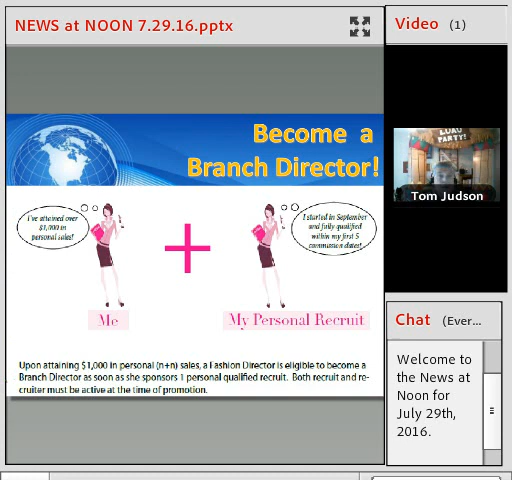 NEWS at NOON 7.29.16.pptx
Become a
Branch Director!
I've attained over
$1,000 in
personal sales!
I started in September
and fully qualified
within my first 5
commission dates!
Me
My Personal Recruit
Upon attaining $1,000 in personal (n+n) sales, a Fashion Director is eligible to become a
Branch Director as soon as she sponsors 1 personal qualified recruit. Both recruit and re-
cruiter must be active at the time of promotion.
Video (1)
LUAU
PARTY!
Tom Judson
Chat (Ever...
Welcome to
the News at
Noon for
July 29th,
2016.